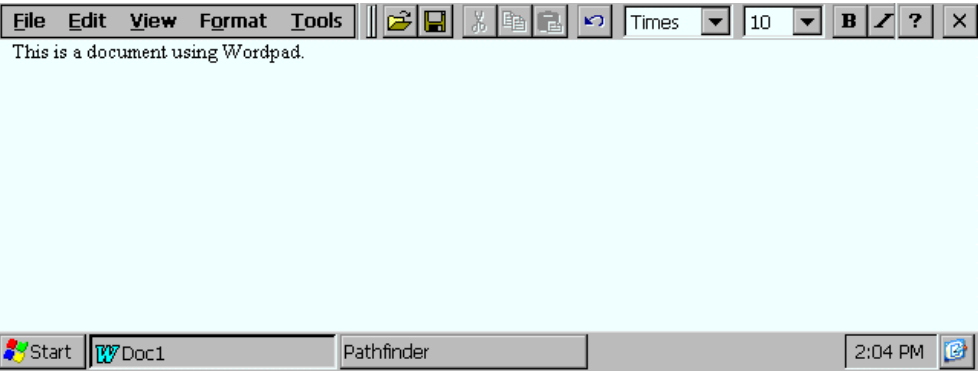 File Edit View Format Tools Times 10 B I ?
This is a document using Wordpad.
Start W Doc1 Pathfinder 2:04 PM